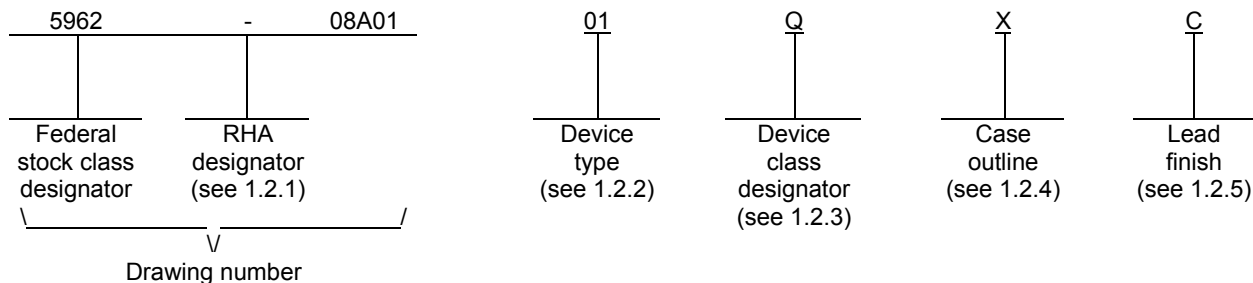 5962 - 08A01 01 Q X C
Federal stock class designator
RHA designator (see 1.2.1)
Device type (see 1.2.2)
Device class designator (see 1.2.3)
Case outline (see 1.2.4)
Lead finish (see 1.2.5)
\ /
\/
Drawing number